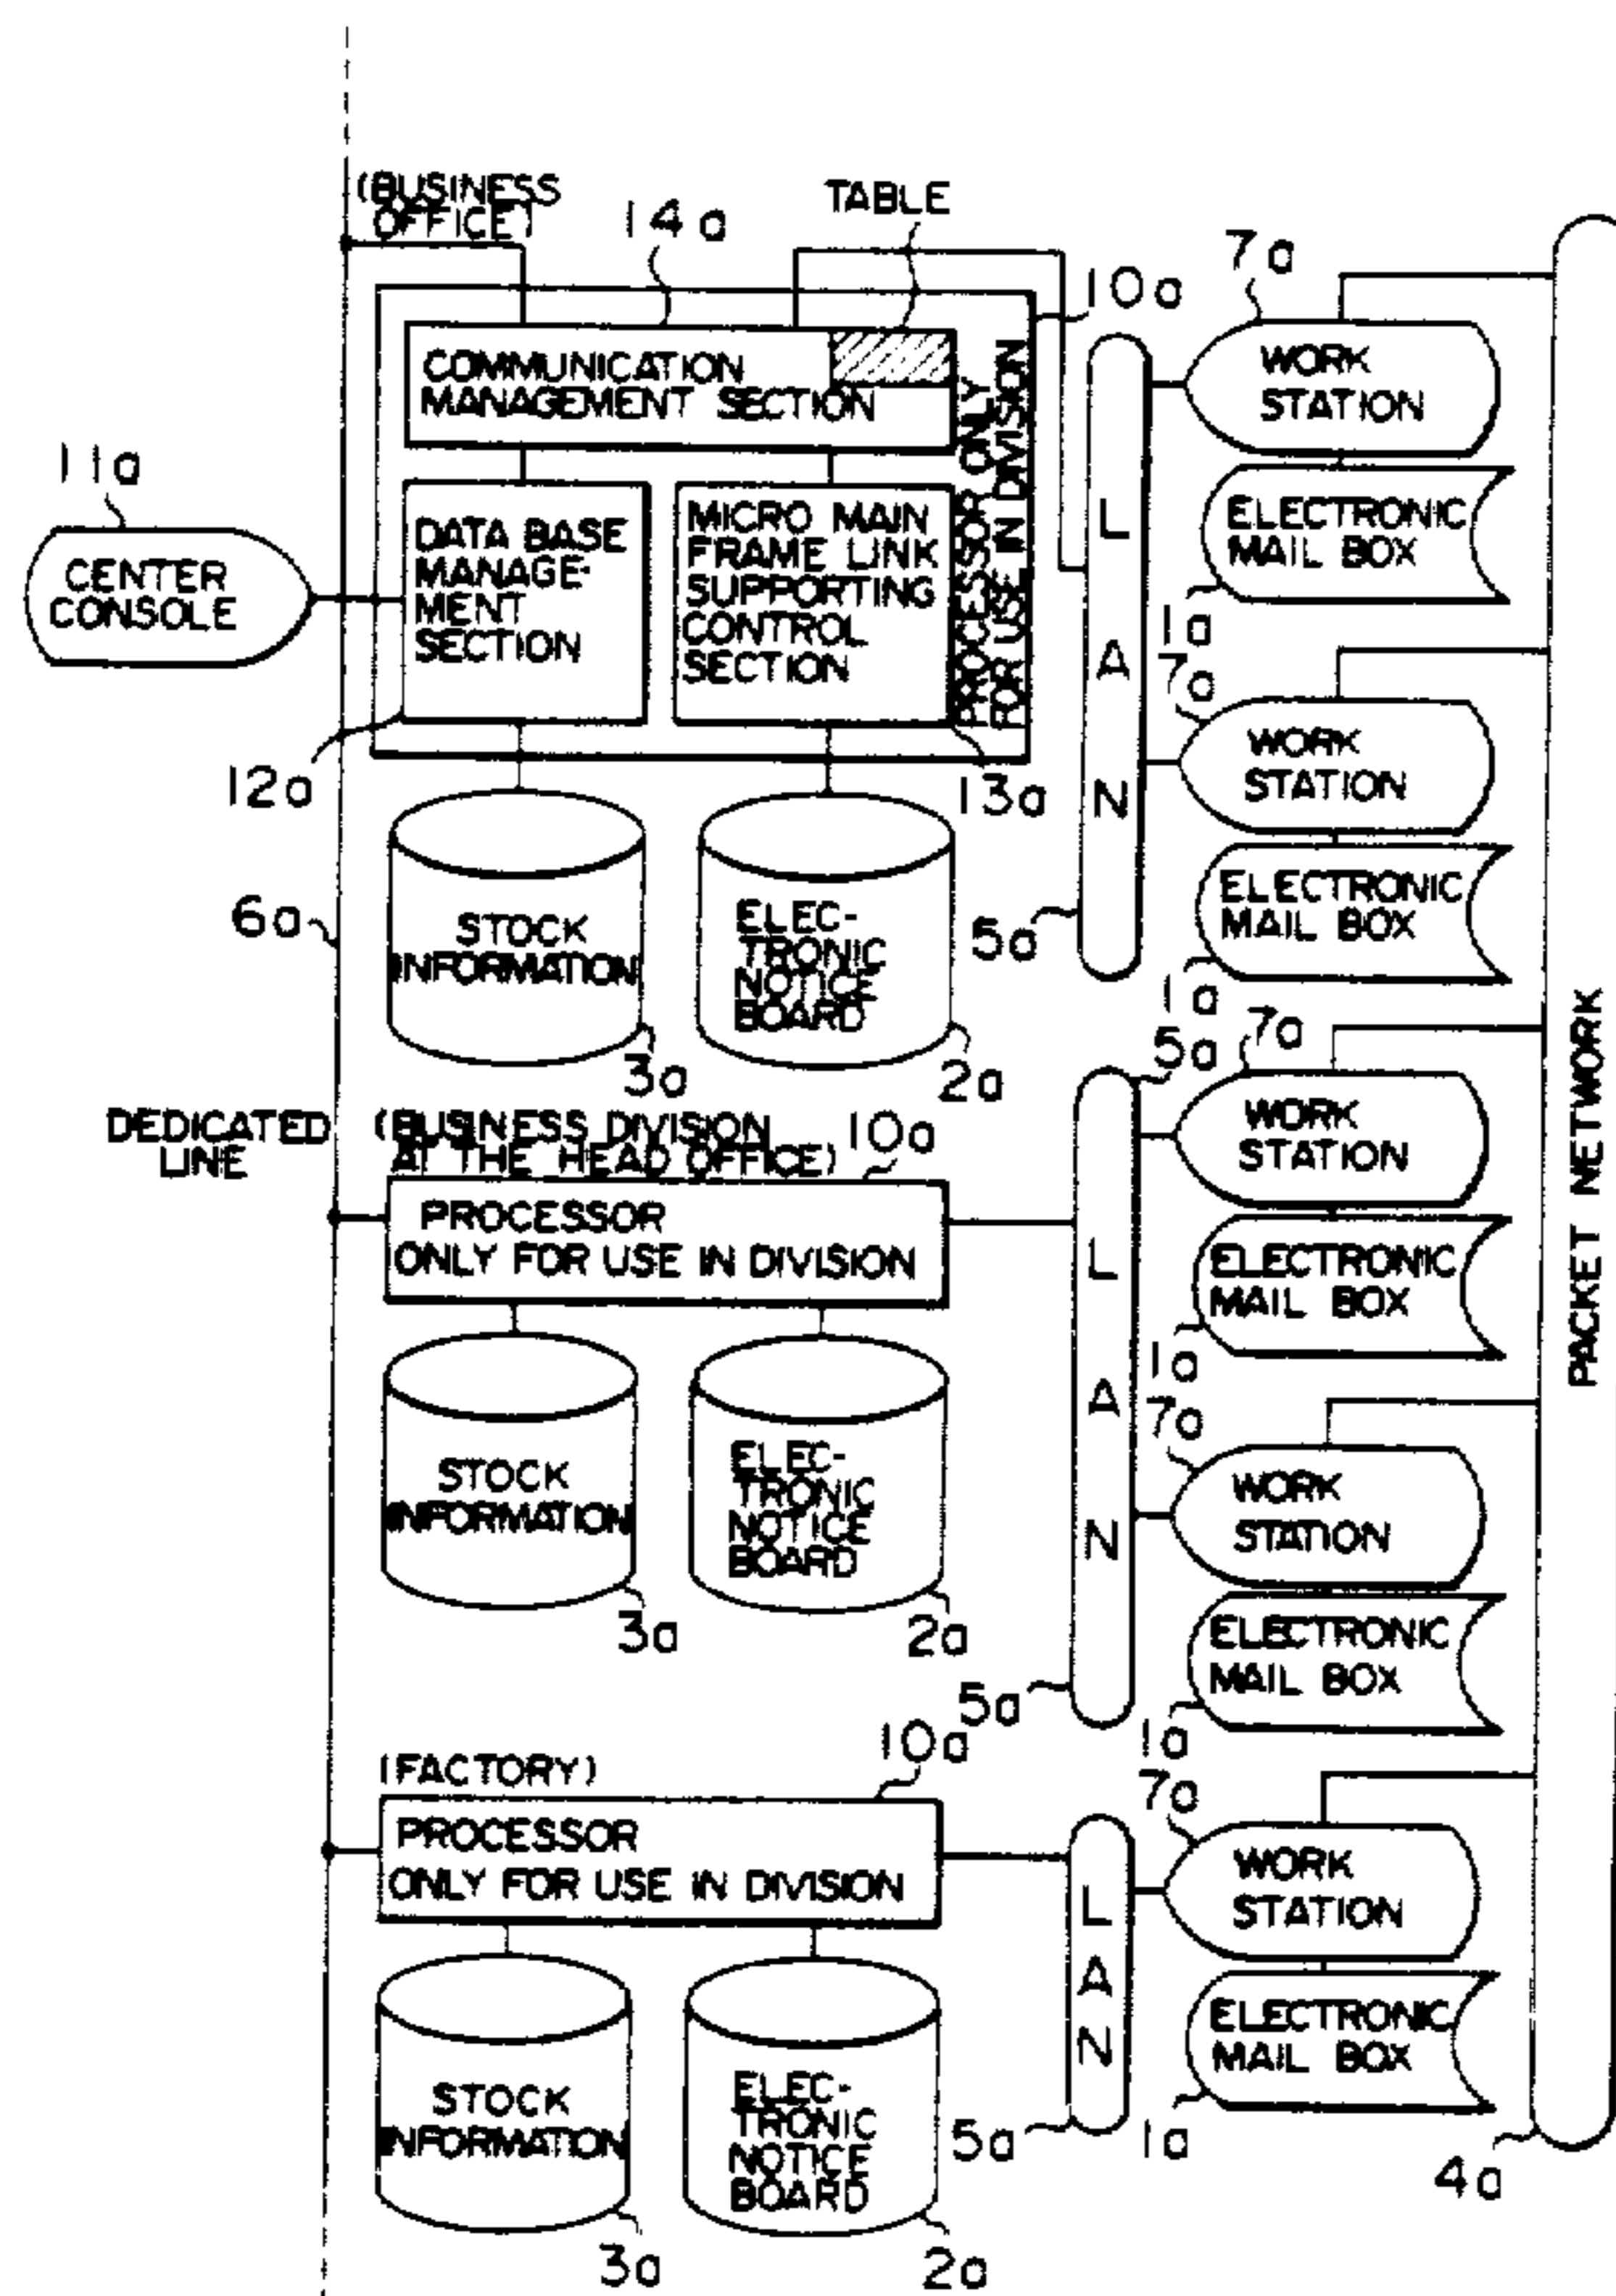 (BUSINESS
OFFICE)
14a
TABLE
7a
10a
COMMUNICATION
MANAGEMENT SECTION
PROCESSOR ONLY
FOR USE IN DIVISION
WORK
STATION
11a
CENTER
CONSOLE
DATA BASE
MANAGE-
MENT
SECTION
MICRO MAIN
FRAME LINK
SUPPORTING
CONTROL
SECTION
LAN
ELECTRONIC
MAIL BOX
1a
7a
WORK
STATION
12a
13a
6a
STOCK
INFORMATION
ELEC-
TRONIC
NOTICE
BOARD
5a
ELECTRONIC
MAIL BOX
1a
3a
2a
5a
7a
DEDICATED
LINE
(BUSINESS DIVISION
AT THE HEAD OFFICE)
10a
PROCESSOR
ONLY FOR USE IN DIVISION
LAN
WORK
STATION
ELECTRONIC
MAIL BOX
1a
7a
PACKET NETWORK
STOCK
INFORMATION
ELEC-
TRONIC
NOTICE
BOARD
WORK
STATION
3a
2a
5a
ELECTRONIC
MAIL BOX
1a
(FACTORY)
10a
7a
PROCESSOR
ONLY FOR USE IN DIVISION
LAN
WORK
STATION
STOCK
INFORMATION
ELEC-
TRONIC
NOTICE
BOARD
5a
ELECTRONIC
MAIL BOX
1a
4a
3a
2a